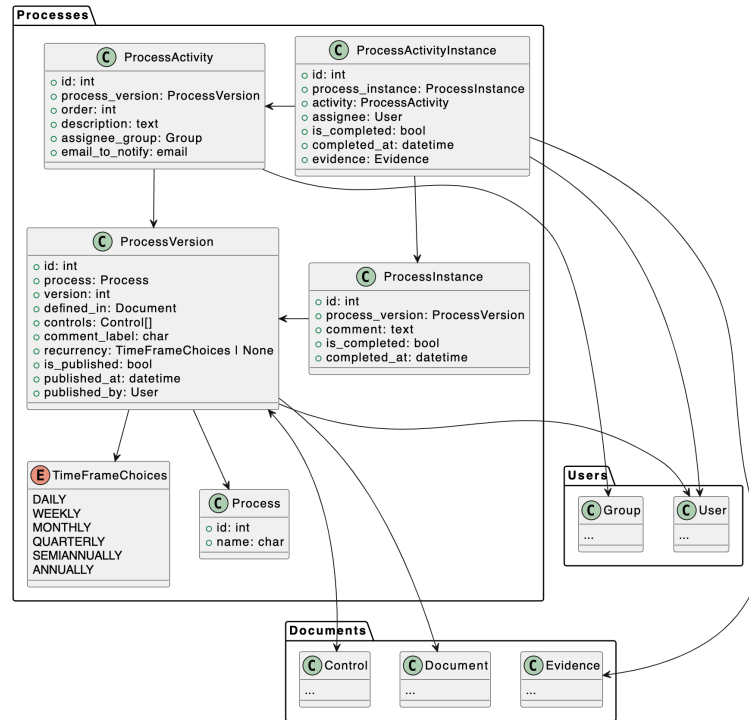 Processes
C ProcessActivity
id: int
process_version: ProcessVersion
order: int
description: text
assignee_group: Group
email_to_notify: email
C ProcessActivityInstance
id: int
process_instance: ProcessInstance
activity: ProcessActivity
assignee: User
is_completed: bool
completed_at: datetime
evidence: Evidence
C ProcessVersion
id: int
process: Process
version: int
defined_in: Document
controls: Control[]
comment_label: char
recurrency: TimeFrameChoices | None
is_published: bool
published_at: datetime
published_by: User
C ProcessInstance
id: int
process_version: ProcessVersion
comment: text
is_completed: bool
completed_at: datetime
E TimeFrameChoices
DAILY
WEEKLY
MONTHLY
QUARTERLY
SEMIANNUALLY
ANNUALLY
C Process
id: int
name: char
Users
C Group
...
C User
...
Documents
C Control
...
C Document
...
C Evidence
...